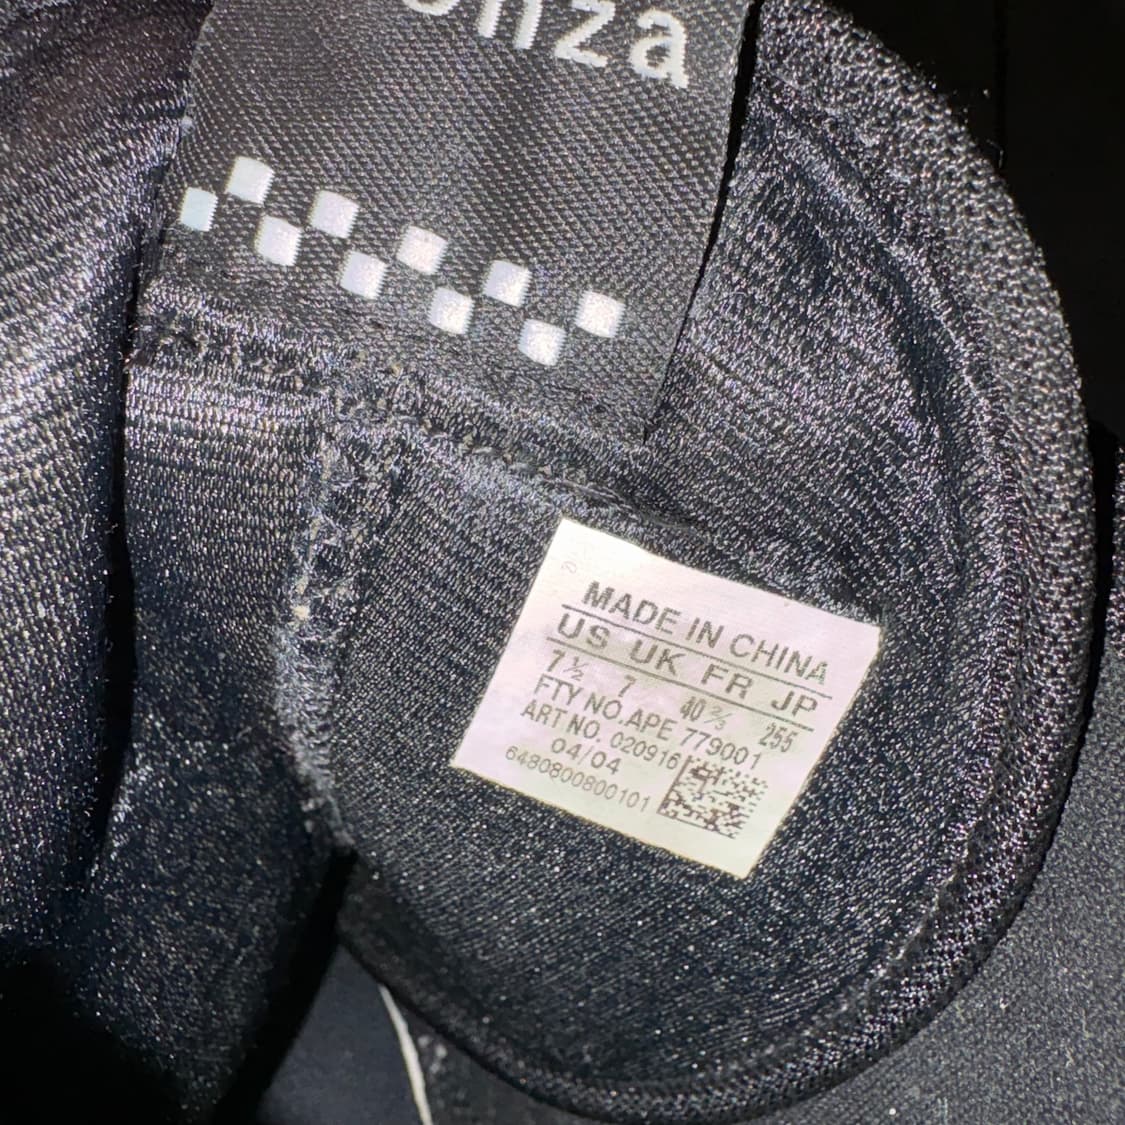 onza
MADE IN CHINA
US UK FR JP
7½ 7 40⅔ 255
FTY NO.APE 779001
ART NO. 020916
04/04
6480800800101